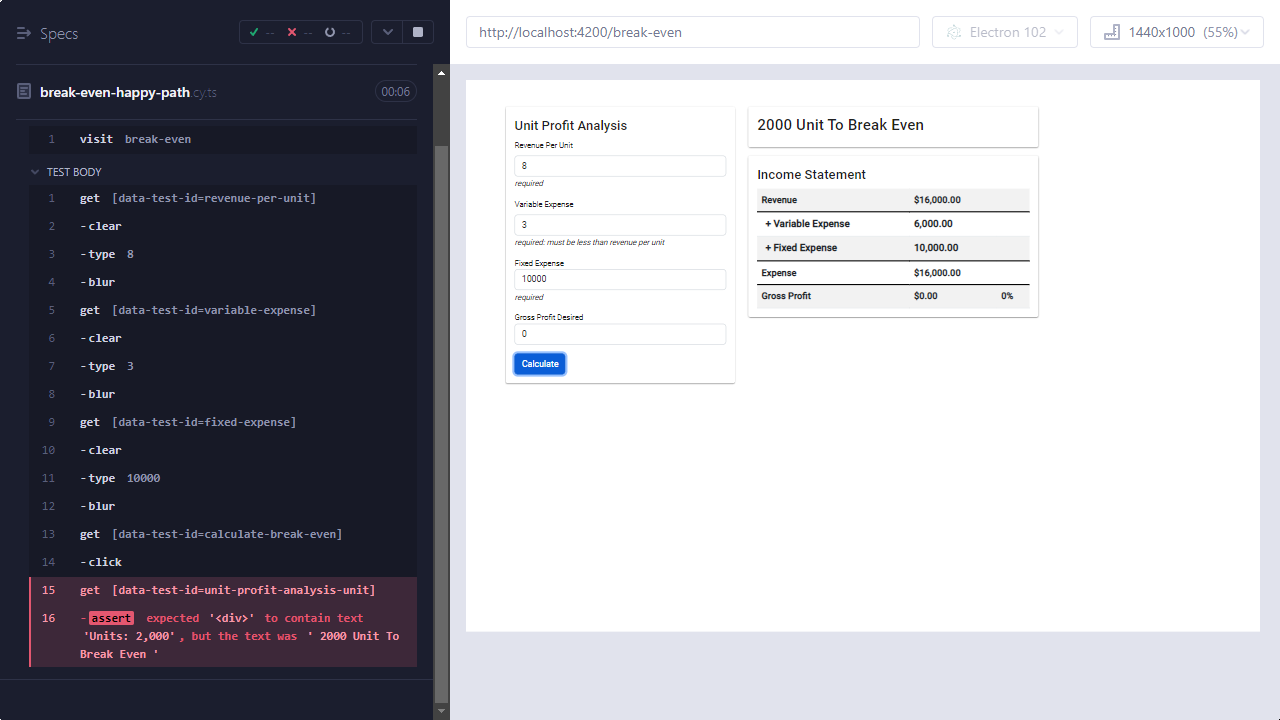 Specs
-- -- --
break-even-happy-path.cy.ts 00:06
1 visit break-even
TEST BODY
1 get [data-test-id=revenue-per-unit]
2 -clear
3 -type 8
4 -blur
5 get [data-test-id=variable-expense]
6 -clear
7 -type 3
8 -blur
9 get [data-test-id=fixed-expense]
10 -clear
11 -type 10000
12 -blur
13 get [data-test-id=calculate-break-even]
14 -click
15 get [data-test-id=unit-profit-analysis-unit]
16 -assert expected '<div>' to contain text
'Units: 2,000', but the text was ' 2000 Unit To
Break Even '
http://localhost:4200/break-even
Electron 102
1440x1000 (55%)
Unit Profit Analysis
Revenue Per Unit
8
required
Variable Expense
3
required: must be less than revenue per unit
Fixed Expense
10000
required
Gross Profit Desired
0
Calculate
2000 Unit To Break Even
Income Statement
Revenue $16,000.00
+ Variable Expense 6,000.00
+ Fixed Expense 10,000.00
Expense $16,000.00
Gross Profit $0.00 0%